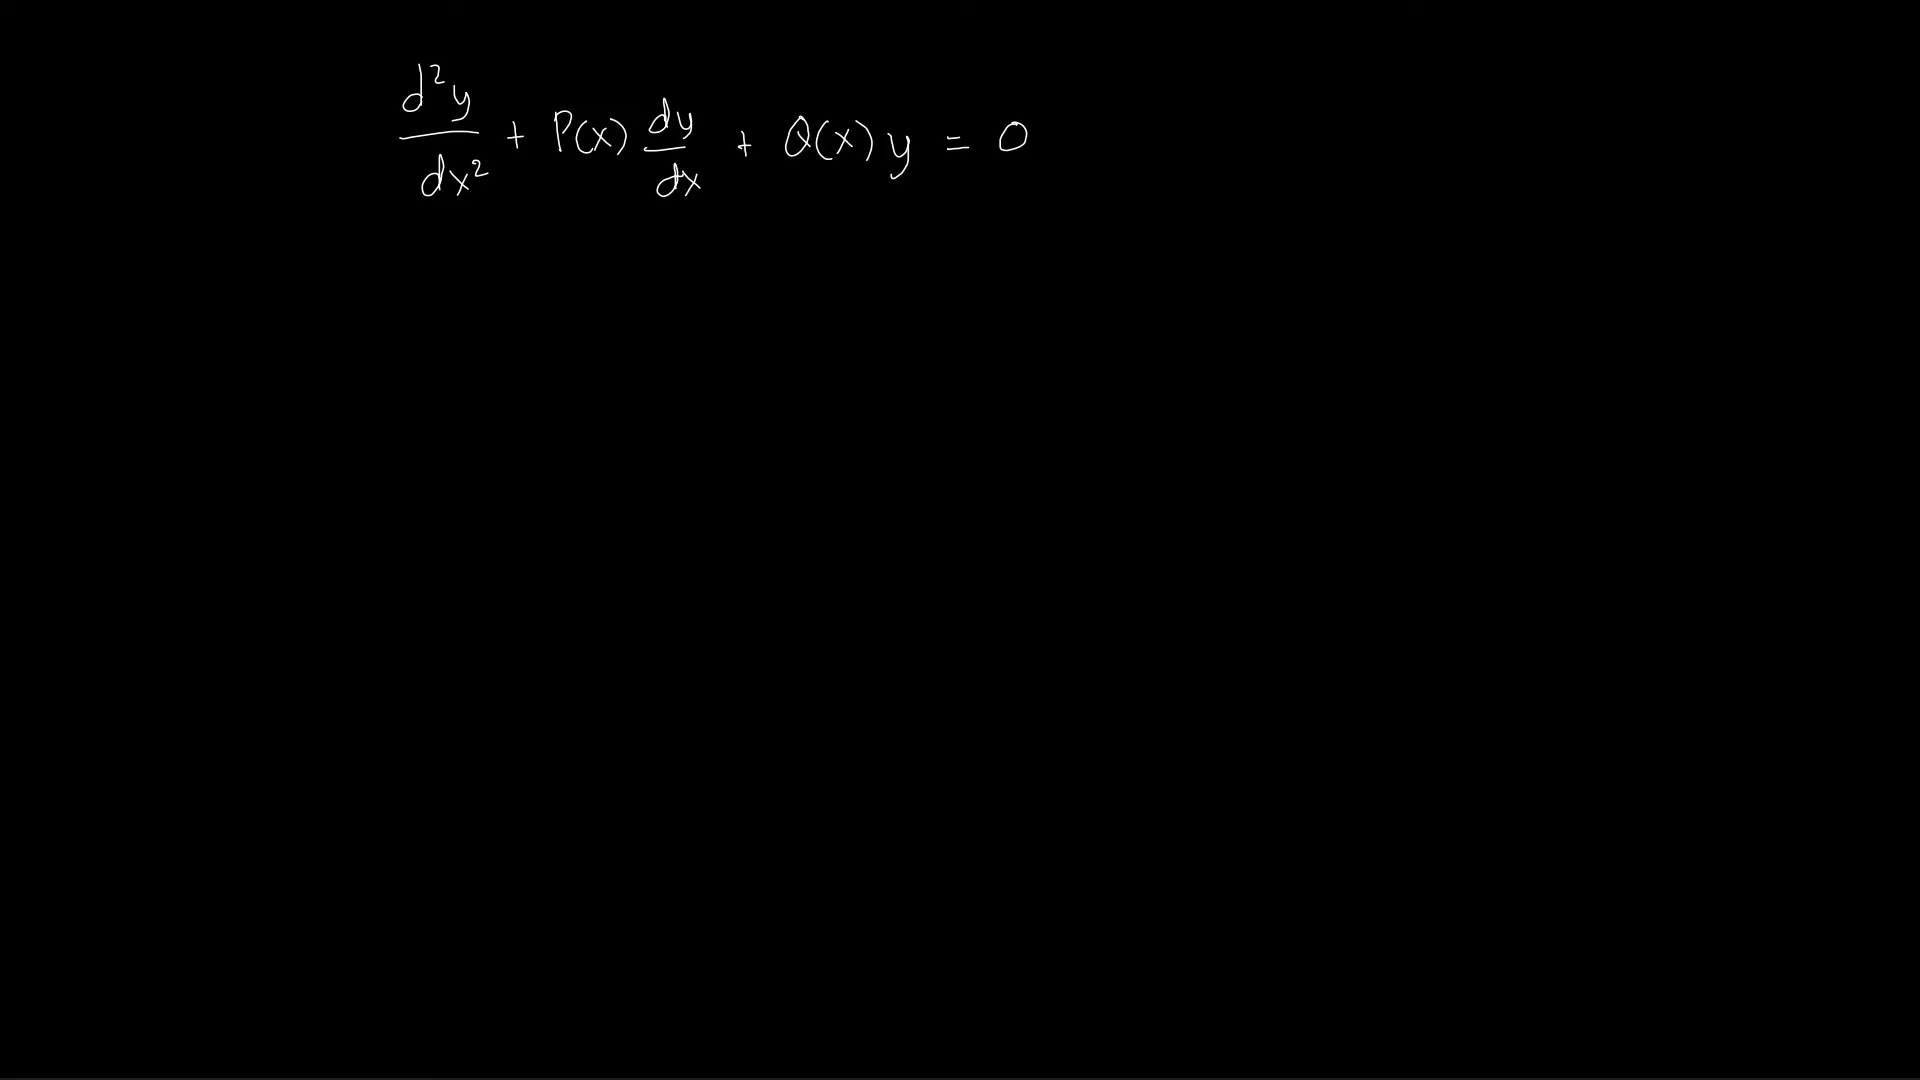 d²y/dx² + P(x) dy/dx + Q(x) y = 0